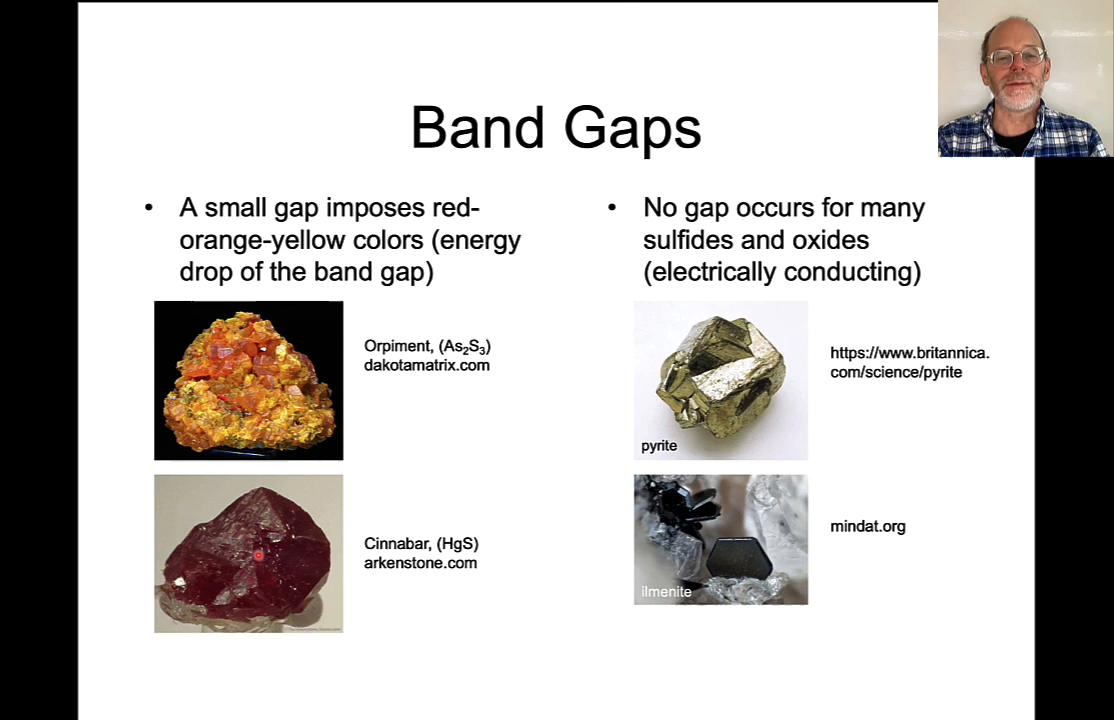 Band Gaps
• A small gap imposes red-
orange-yellow colors (energy
drop of the band gap)
Orpiment, (As₂S₃)
dakotamatrix.com
Cinnabar, (HgS)
arkenstone.com
• No gap occurs for many
sulfides and oxides
(electrically conducting)
pyrite
https://www.britannica.
com/science/pyrite
ilmenite
mindat.org